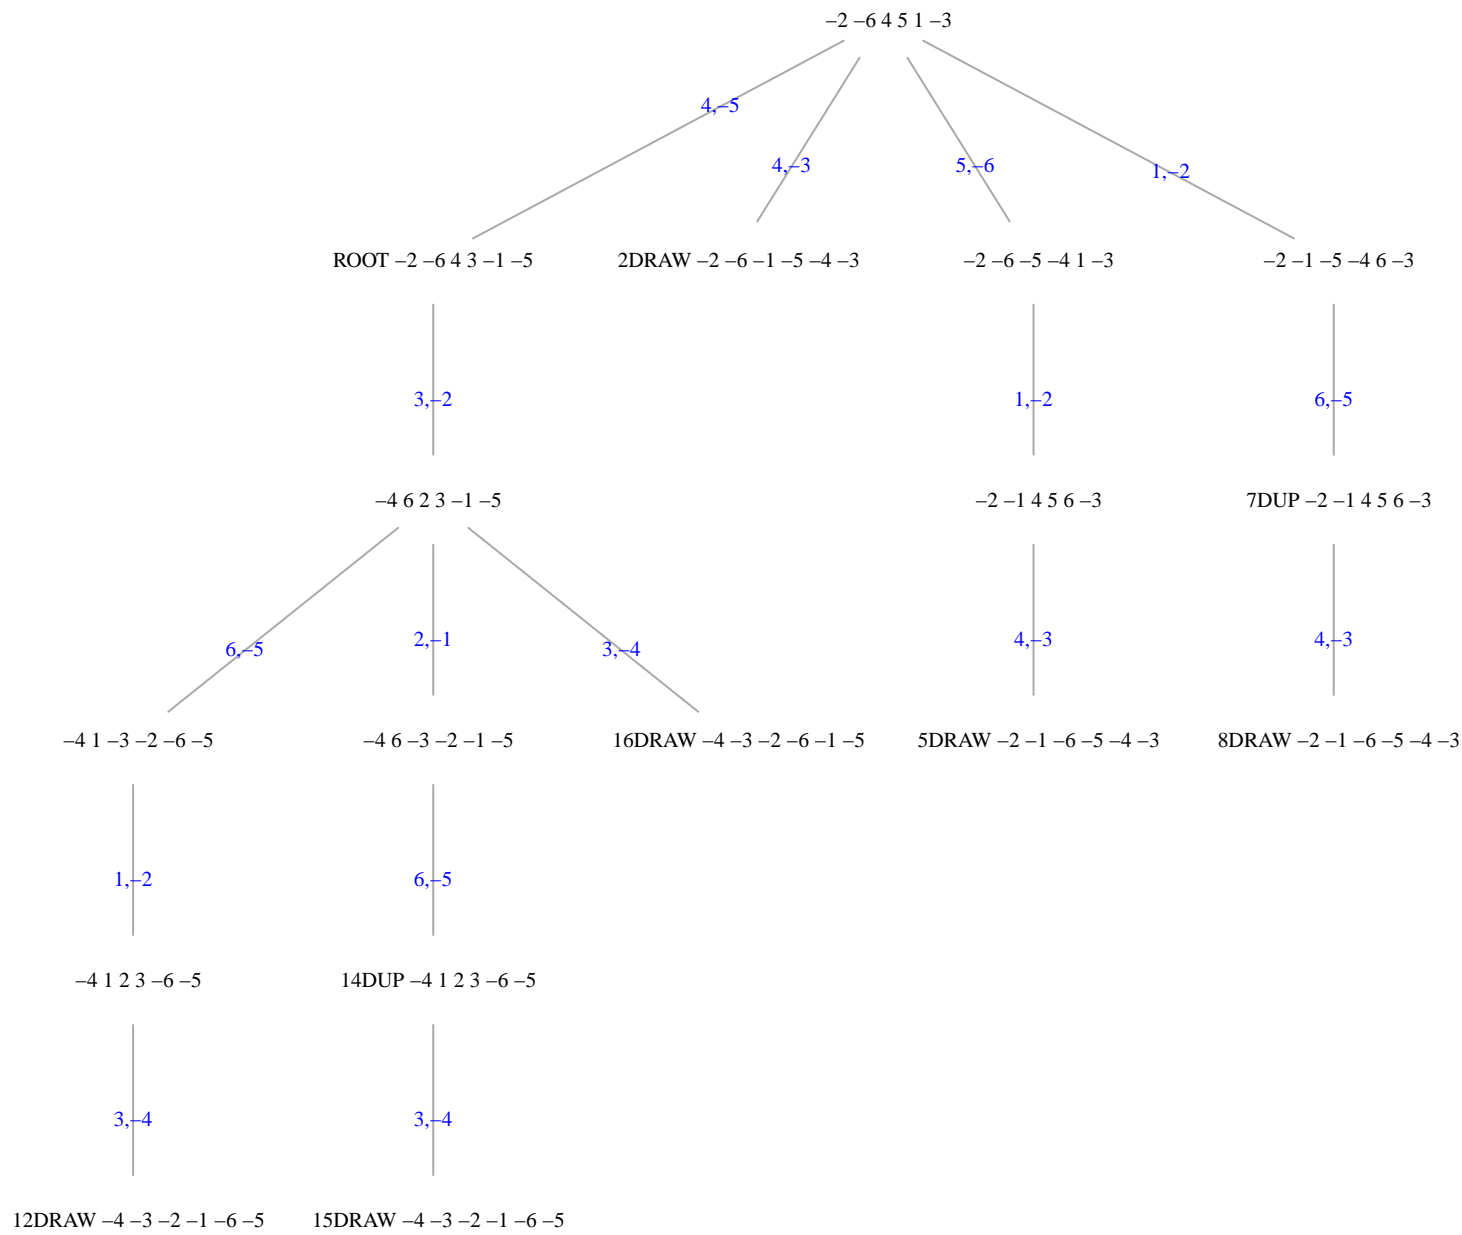 –2 –6 4 5 1 –3
4,–5
4,–3
5,–6
1,–2
ROOT –2 –6 4 3 –1 –5
2DRAW –2 –6 –1 –5 –4 –3
–2 –6 –5 –4 1 –3
–2 –1 –5 –4 6 –3
3,–2
1,–2
6,–5
–4 6 2 3 –1 –5
–2 –1 4 5 6 –3
7DUP –2 –1 4 5 6 –3
6,–5
2,–1
3,–4
4,–3
4,–3
–4 1 –3 –2 –6 –5
–4 6 –3 –2 –1 –5
16DRAW –4 –3 –2 –6 –1 –5
5DRAW –2 –1 –6 –5 –4 –3
8DRAW –2 –1 –6 –5 –4 –3
1,–2
6,–5
–4 1 2 3 –6 –5
14DUP –4 1 2 3 –6 –5
3,–4
3,–4
12DRAW –4 –3 –2 –1 –6 –5
15DRAW –4 –3 –2 –1 –6 –5